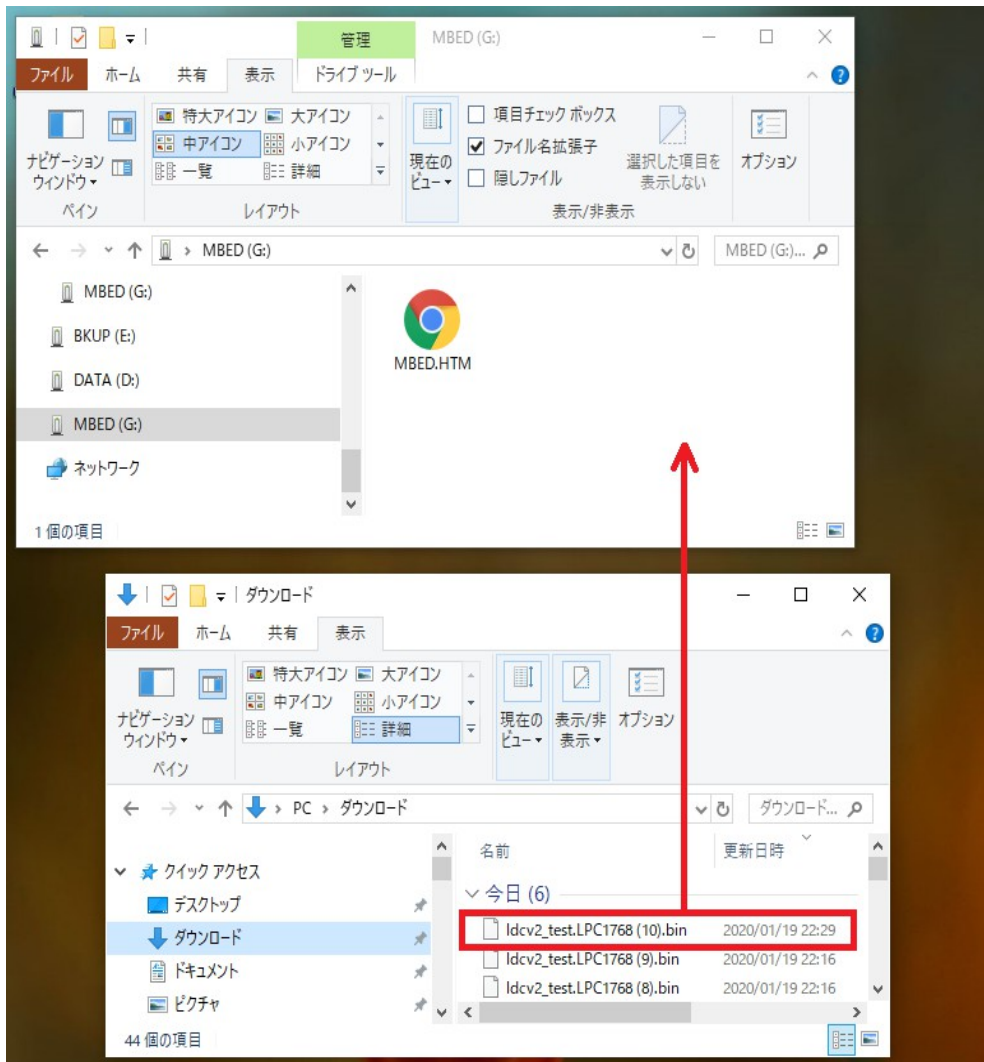 管理 MBED (G:)
ファイル ホーム 共有 表示 ドライブ ツール
特大アイコン 大アイコン
中アイコン 小アイコン
一覧 詳細
ナビゲーション
ウィンドウ
現在の
ビュー
項目チェック ボックス
ファイル名拡張子
隠しファイル
選択した項目を
表示しない
オプション
ペイン レイアウト 表示/非表示
MBED (G:) MBED (G:)...
MBED (G:)
BKUP (E:)
DATA (D:)
MBED (G:)
ネットワーク
MBED.HTM
1 個の項目
ダウンロード
ファイル ホーム 共有 表示
特大アイコン 大アイコン
中アイコン 小アイコン
一覧 詳細
ナビゲーション
ウィンドウ
現在の
ビュー
表示/非
表示
オプション
ペイン レイアウト
PC ダウンロード ダウンロード...
クイック アクセス
デスクトップ
ダウンロード
ドキュメント
ピクチャ
名前 更新日時
今日 (6)
ldcv2_test.LPC1768 (10).bin 2020/01/19 22:29
ldcv2_test.LPC1768 (9).bin 2020/01/19 22:16
ldcv2_test.LPC1768 (8).bin 2020/01/19 22:16
44 個の項目